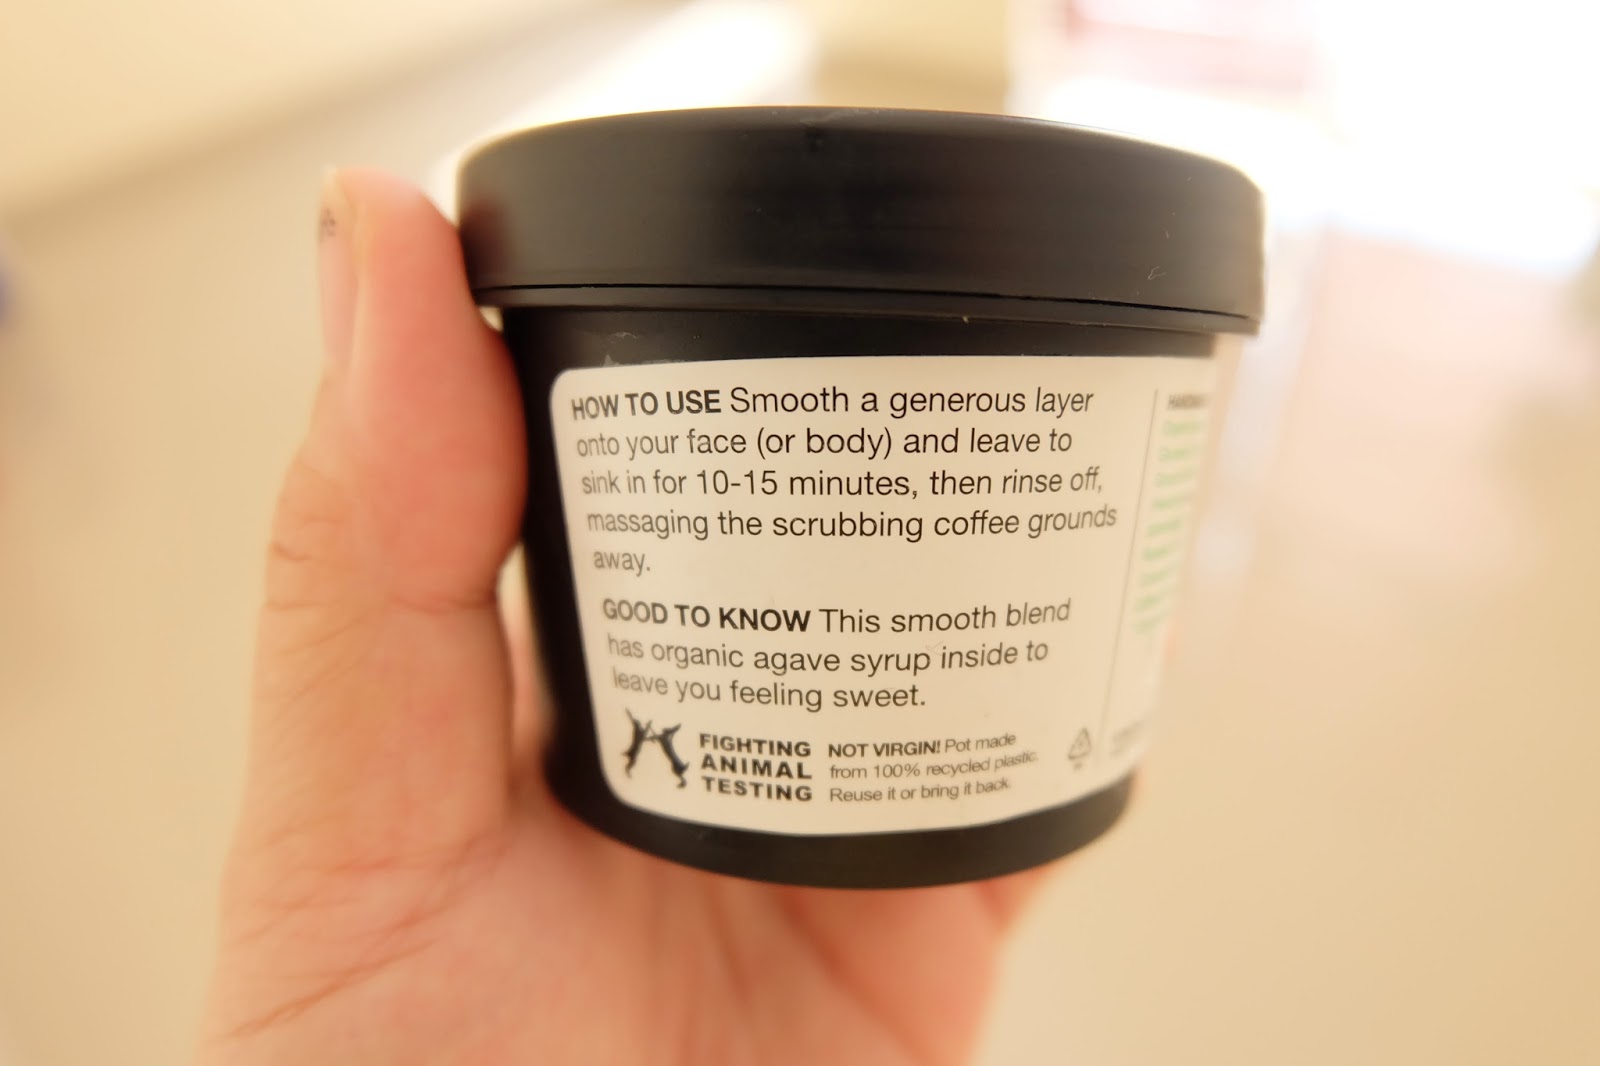 HOW TO USE Smooth a generous layer
onto your face (or body) and leave to
sink in for 10-15 minutes, then rinse off,
massaging the scrubbing coffee grounds
away.
GOOD TO KNOW This smooth blend
has organic agave syrup inside to
leave you feeling sweet.
FIGHTING
ANIMAL
TESTING
NOT VIRGIN! Pot made
from 100% recycled plastic.
Reuse it or bring it back.